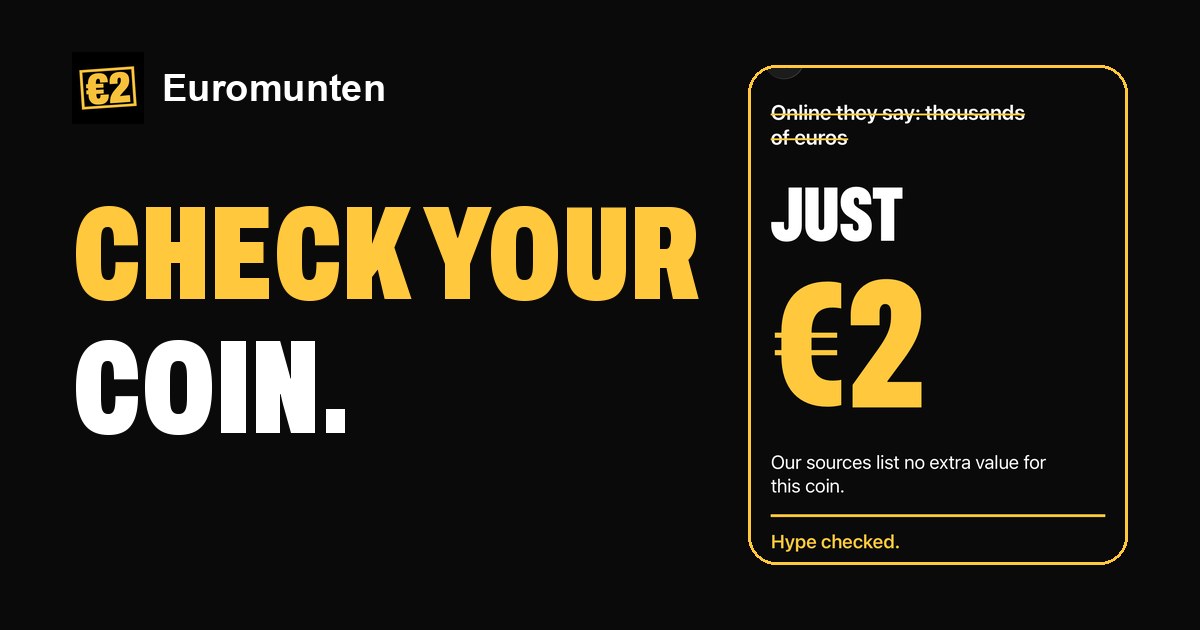 €2 Euromunten
CHECK YOUR
COIN.
Online they say: thousands
of euros
JUST
€2
Our sources list no extra value for
this coin.
Hype checked.